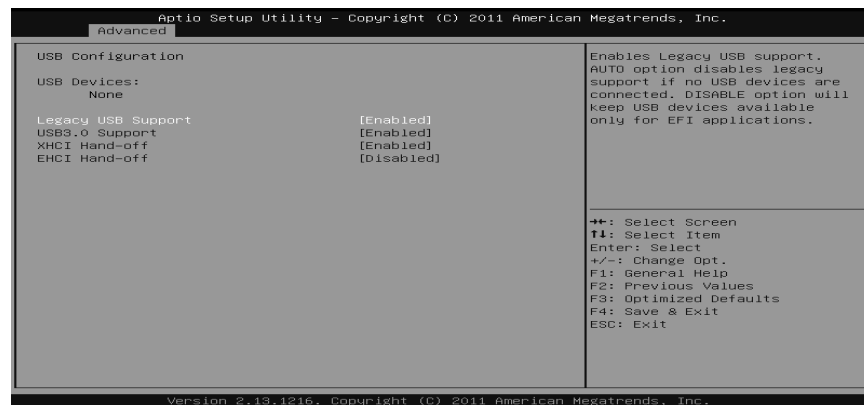 Aptio Setup Utility – Copyright (C) 2011 American Megatrends, Inc.
Advanced
USB Configuration
USB Devices:
None
Legacy USB Support [Enabled]
USB3.0 Support [Enabled]
XHCI Hand-off [Enabled]
EHCI Hand-off [Disabled]
Enables Legacy USB support.
AUTO option disables legacy
support if no USB devices are
connected. DISABLE option will
keep USB devices available
only for EFI applications.
→←: Select Screen
↑↓: Select Item
Enter: Select
+/-: Change Opt.
F1: General Help
F2: Previous Values
F3: Optimized Defaults
F4: Save & Exit
ESC: Exit
Version 2.13.1216. Copyright (C) 2011 American Megatrends, Inc.